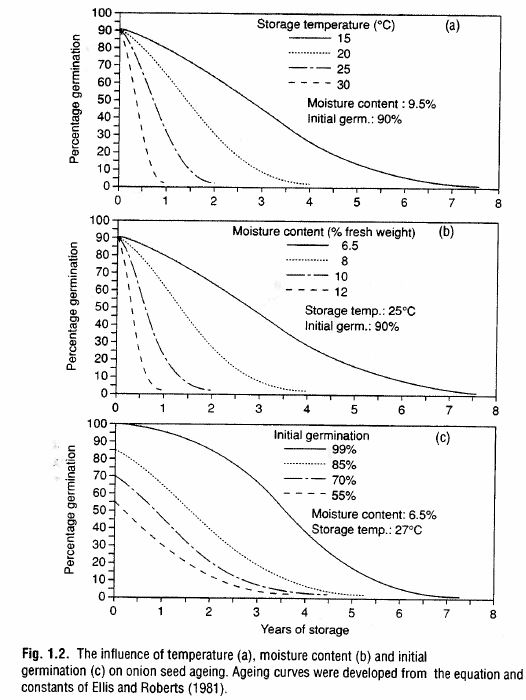 100
90
80
70
60
50
40
30
20
10
0
Percentage germination
Storage temperature (°C)
(a)
15
20
25
30
Moisture content : 9.5%
Initial germ.: 90%
0 1 2 3 4 5 6 7 8
100
90
80
70
60
50
40
30
20
10
0
Percentage germination
Moisture content (% fresh weight)
(b)
6.5
8
10
12
Storage temp.: 25°C
Initial germ.: 90%
0 1 2 3 4 5 6 7 8
100
90
80
70
60
50
40
30
20
10
0
Percentage germination
Initial germination
(c)
99%
85%
70%
55%
Moisture content: 6.5%
Storage temp.: 27°C
0 1 2 3 4 5 6 7 8
Years of storage
Fig. 1.2. The influence of temperature (a), moisture content (b) and initial
germination (c) on onion seed ageing. Ageing curves were developed from the equation and
constants of Ellis and Roberts (1981).